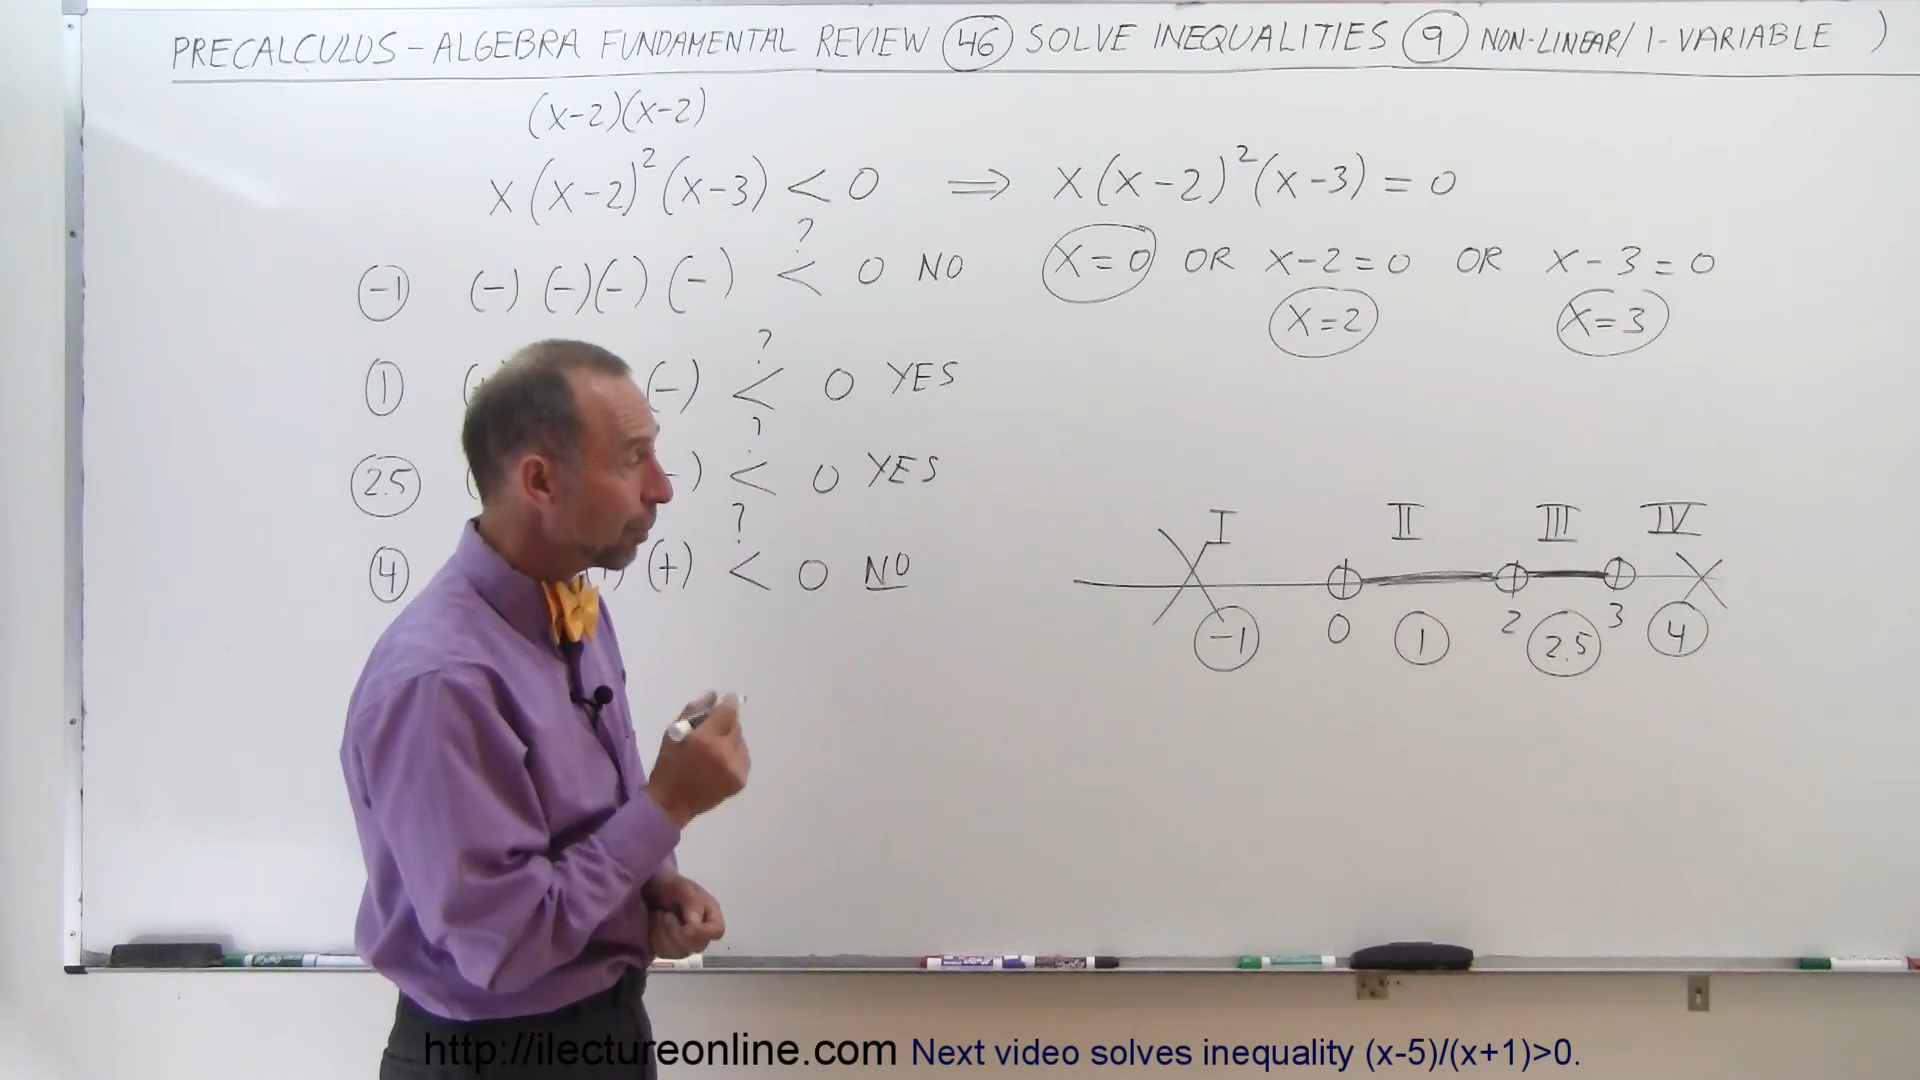 PRECALCULUS - ALGEBRA FUNDAMENTAL REVIEW 46 SOLVE INEQUALITIES 9 NON-LINEAR/ 1-VARIABLE )
(x-2)(x-2)
x(x-2)²(x-3) < 0 ⇒ x(x-2)²(x-3) = 0
-1 (-) (-)(-) (-) <? 0 NO
x=0 OR x-2=0 OR x-3=0
x=2 x=3
1 ( (-) <? 0 YES
2.5 ( -) <? 0 YES
4 ) (+) <? 0 NO
I II III IV
0 2 3
-1 1 2.5 4
http://ilectureonline.com Next video solves inequality (x-5)/(x+1)>0.